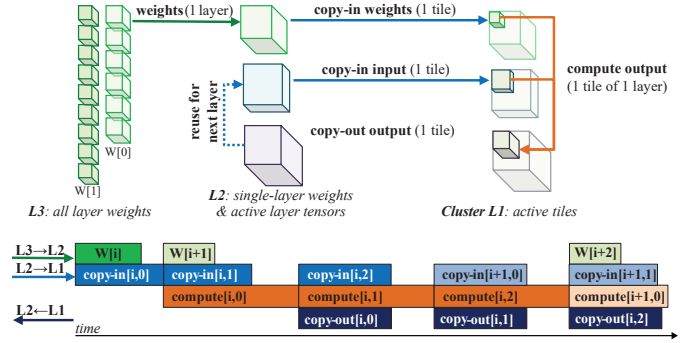 weights(1 layer)
copy-in weights (1 tile)
copy-in input (1 tile)
compute output
(1 tile of 1 layer)
reuse for
next layer
copy-out output (1 tile)
W[0]
W[1]
L3: all layer weights
L2: single-layer weights
& active layer tensors
Cluster L1: active tiles
L3→L2 W[i] W[i+1] W[i+2]
L2→L1 copy-in[i,0] copy-in[i,1] copy-in[i,2] copy-in[i+1,0] copy-in[i+1,1]
compute[i,0] compute[i,1] compute[i,2] compute[i+1,0]
L2←L1 copy-out[i,0] copy-out[i,1] copy-out[i,2]
time